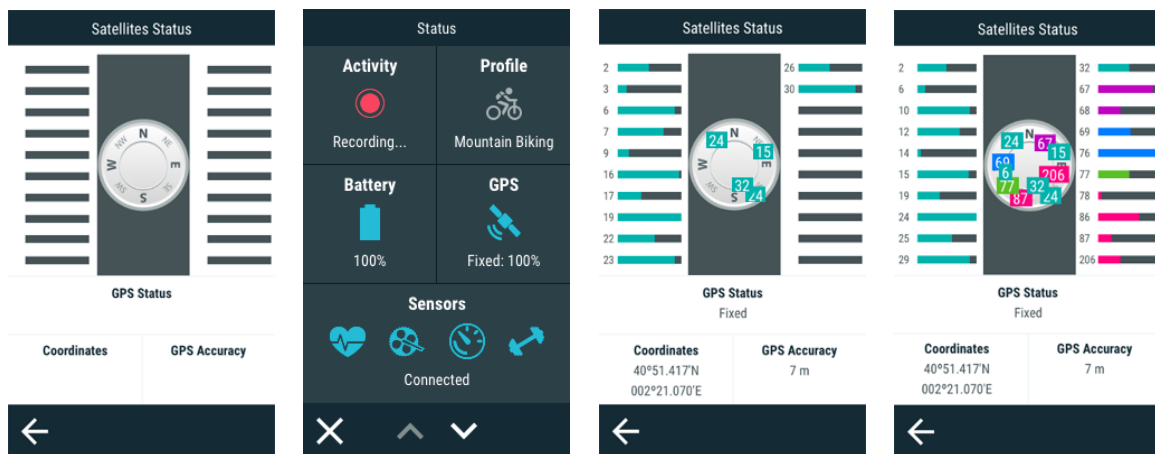 Satellites Status
N
NE
E
SE
S
SW
W
NW
GPS Status
Coordinates GPS Accuracy
Status
Activity Profile
Recording... Mountain Biking
Battery GPS
100% Fixed: 100%
Sensors
Connected
Satellites Status
2 26
3 30
6
7
9
16
17
19
22
23
N
24
15
W
32
S 24
GPS Status
Fixed
Coordinates GPS Accuracy
40º51.417'N 7 m
002º21.070'E
Satellites Status
2 32
6 67
10 68
12 69
14 76
15 77
19 78
24 86
25 87
29 206
N
24 67
15
69
6 206
77 32
87 24
GPS Status
Fixed
Coordinates GPS Accuracy
40º51.417'N 7 m
002º21.070'E